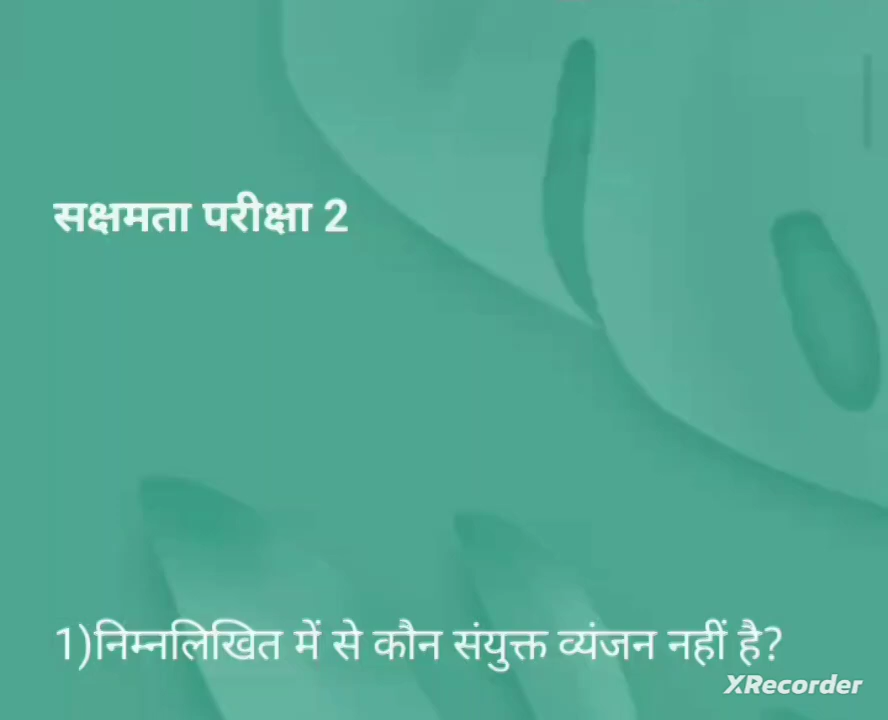 सक्षमता परीक्षा 2
1)निम्नलिखित में से कौन संयुक्त व्यंजन नहीं है?
XRecorder